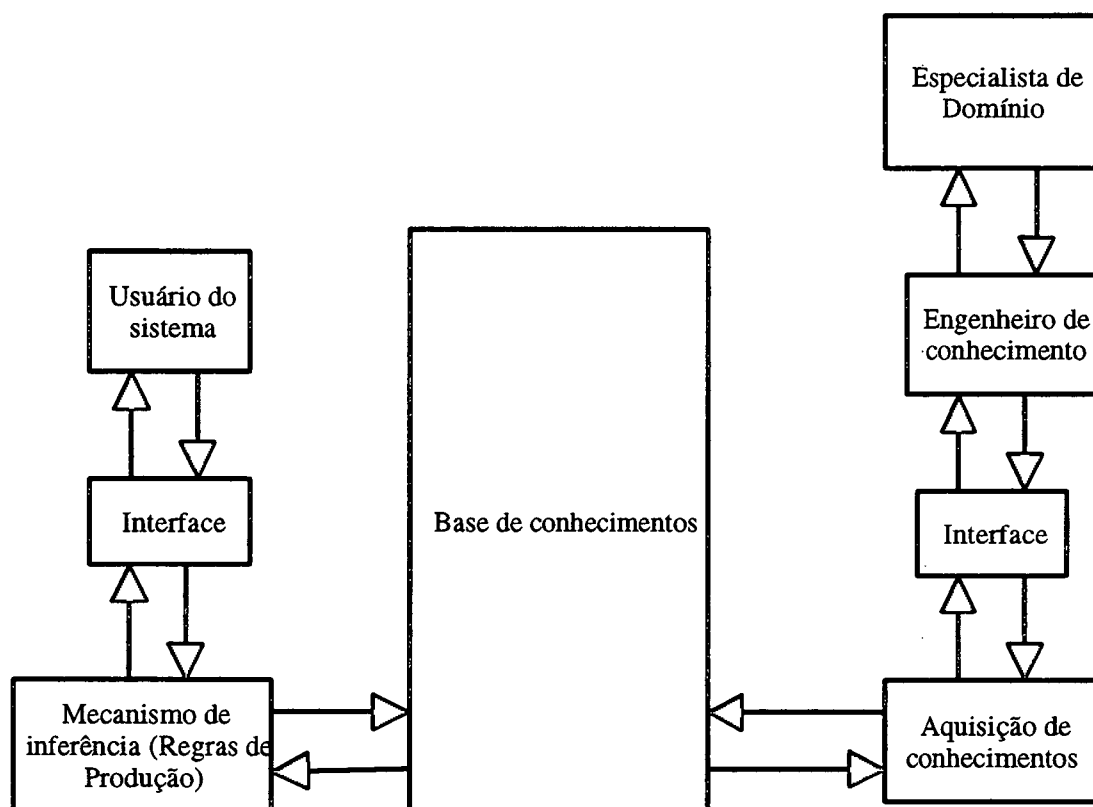 Especialista de
Domínio
Usuário do
sistema
Engenheiro de
conhecimento
Interface
Base de conhecimentos
Interface
Mecanismo de
inferência (Regras de
Produção)
Aquisição de
conhecimentos